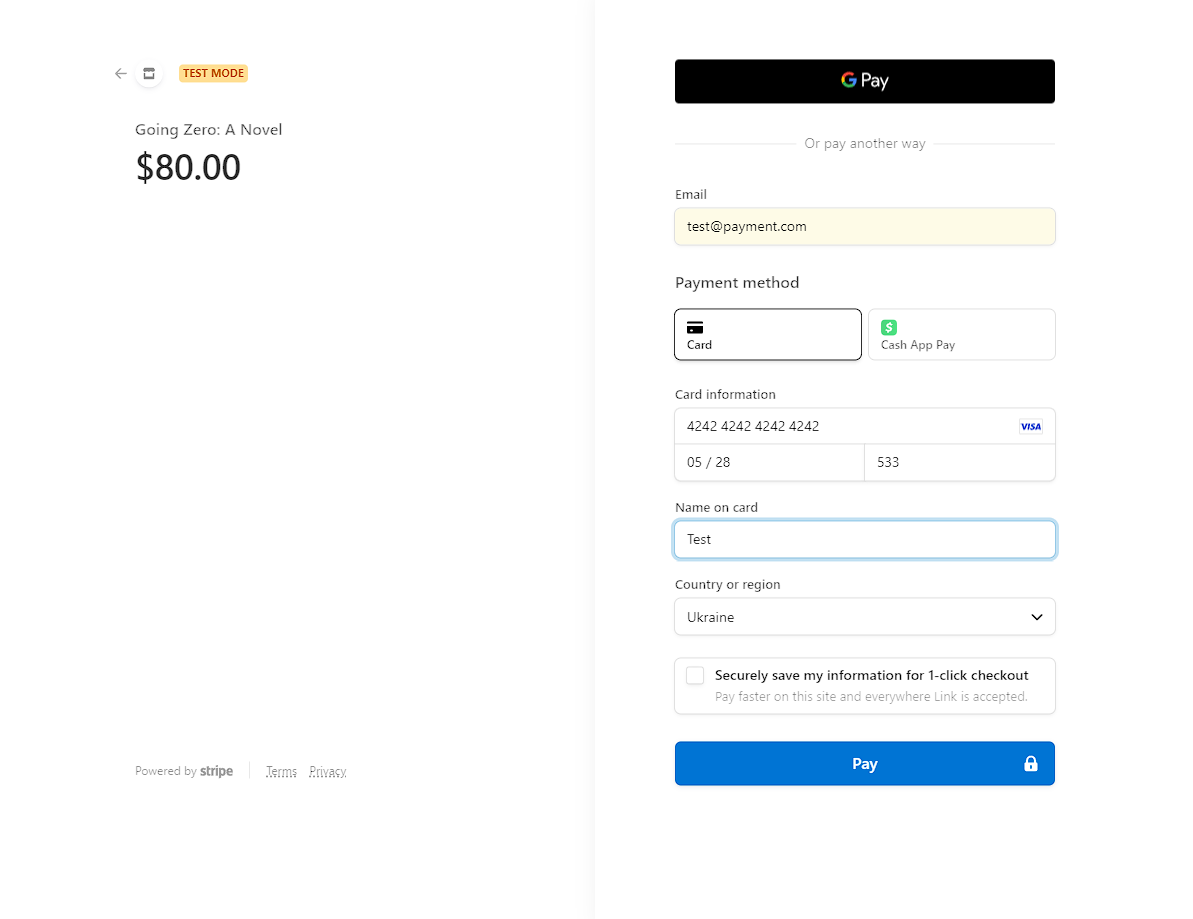 TEST MODE
Going Zero: A Novel
$80.00
Powered by stripe
Terms Privacy
G Pay
Or pay another way
Email
test@payment.com
Payment method
Card
Cash App Pay
Card information
4242 4242 4242 4242 VISA
05 / 28 533
Name on card
Test
Country or region
Ukraine
Securely save my information for 1-click checkout
Pay faster on this site and everywhere Link is accepted.
Pay